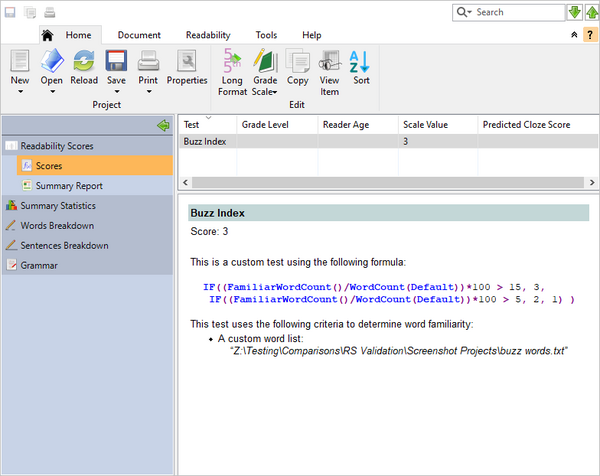 Search
Home Document Readability Tools Help
?
New Open Reload Save Print Properties Long Format Grade Scale Copy View Item Sort
Project Edit
Test Grade Level Reader Age Scale Value Predicted Cloze Score
Buzz Index 3
Readability Scores
Scores
Summary Report
Summary Statistics
Words Breakdown
Sentences Breakdown
Grammar
Buzz Index
Score: 3
This is a custom test using the following formula:
IF((FamiliarWordCount()/WordCount(Default))*100 > 15, 3,
IF((FamiliarWordCount()/WordCount(Default))*100 > 5, 2, 1) )
This test uses the following criteria to determine word familiarity:
• A custom word list:
“Z:\Testing\Comparisons\RS Validation\Screenshot Projects\buzz words.txt”